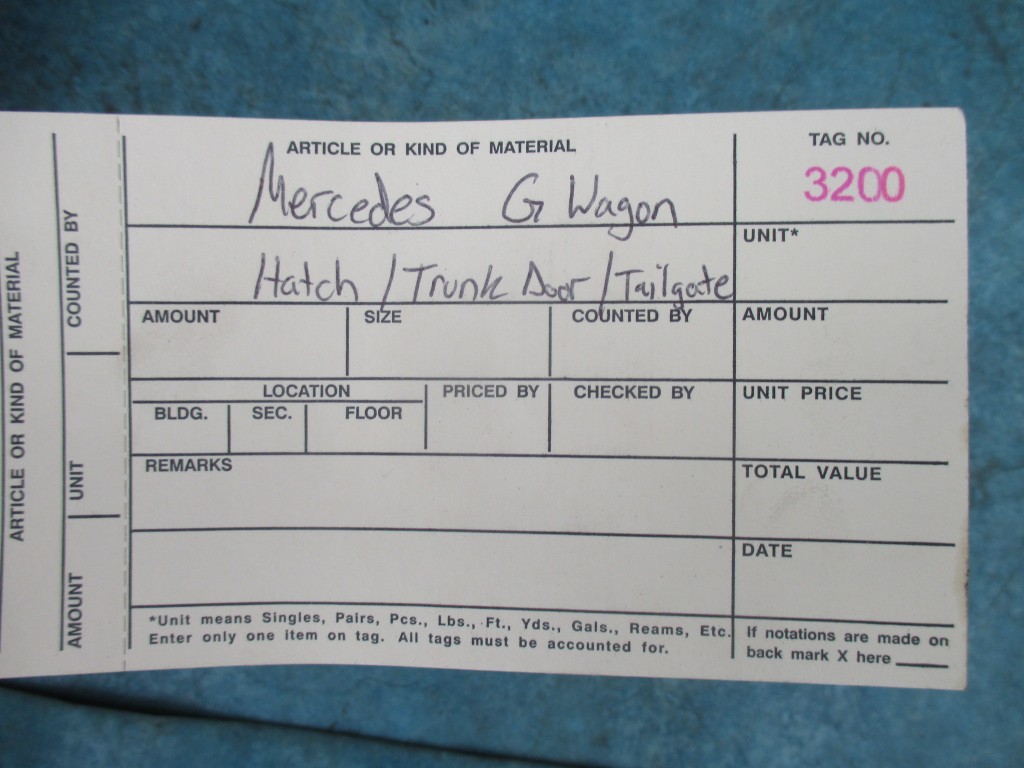 ARTICLE OR KIND OF MATERIAL
TAG NO.
Mercedes G Wagon
3200
UNIT*
Hatch / Trunk Door / Tailgate
AMOUNT
SIZE
COUNTED BY
AMOUNT
LOCATION
PRICED BY
CHECKED BY
UNIT PRICE
BLDG.
SEC.
FLOOR
REMARKS
TOTAL VALUE
DATE
*Unit means Singles, Pairs, Pcs., Lbs., Ft., Yds., Gals., Reams, Etc.
Enter only one item on tag. All tags must be accounted for.
If notations are made on
back mark X here
ARTICLE OR KIND OF MATERIAL
COUNTED BY
UNIT
AMOUNT